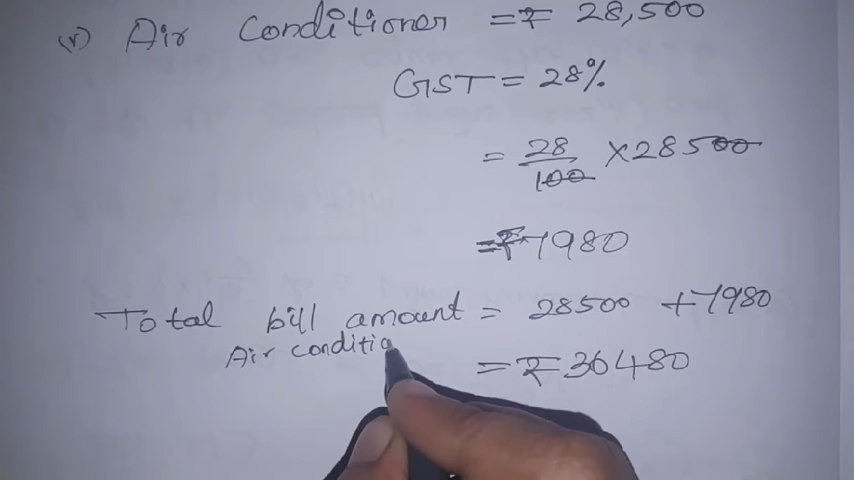 (v) Air Conditioner = ₹ 28,500
GST = 28%
= 28/100 × 28500
= ₹ 7980
Total bill amount = 28500 + 7980
Air conditio
= ₹ 36480